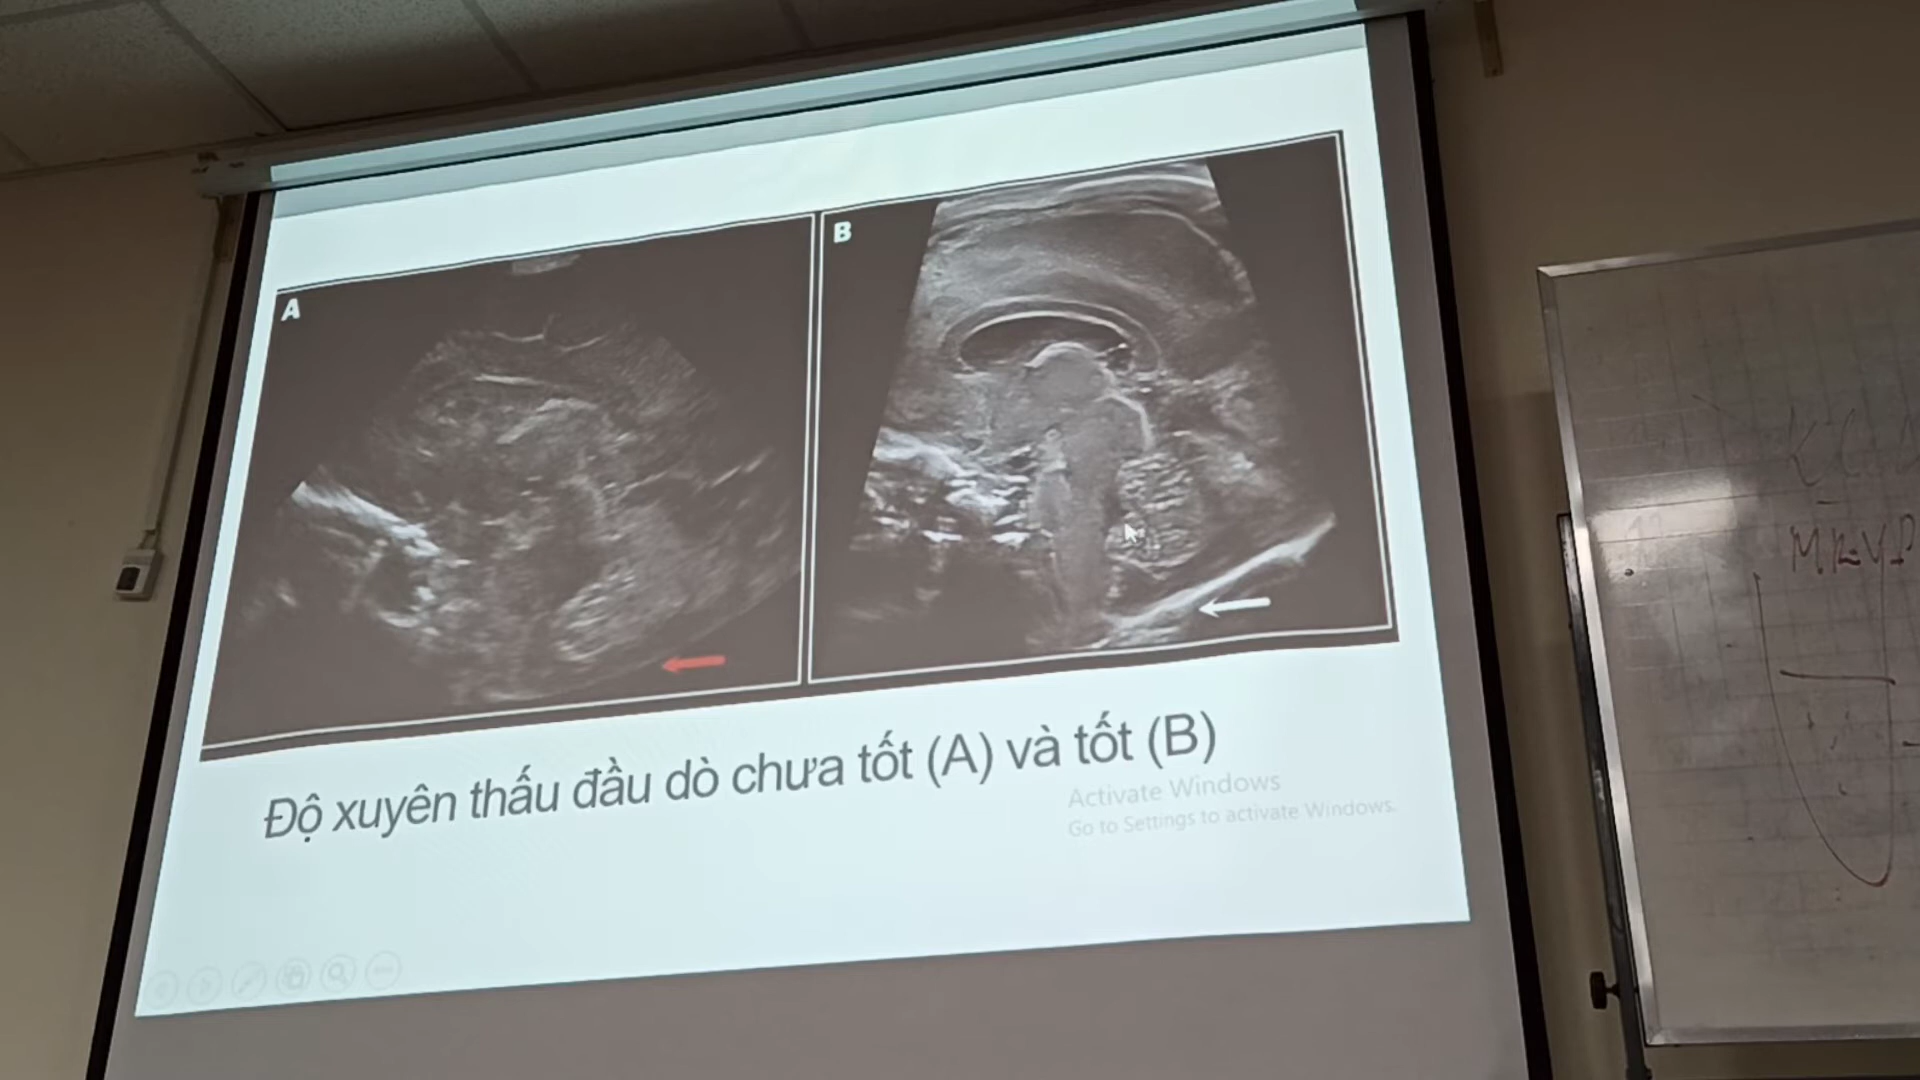 A
B
Độ xuyên thấu đầu dò chưa tốt (A) và tốt (B)
Activate Windows
Go to Settings to activate Windows.